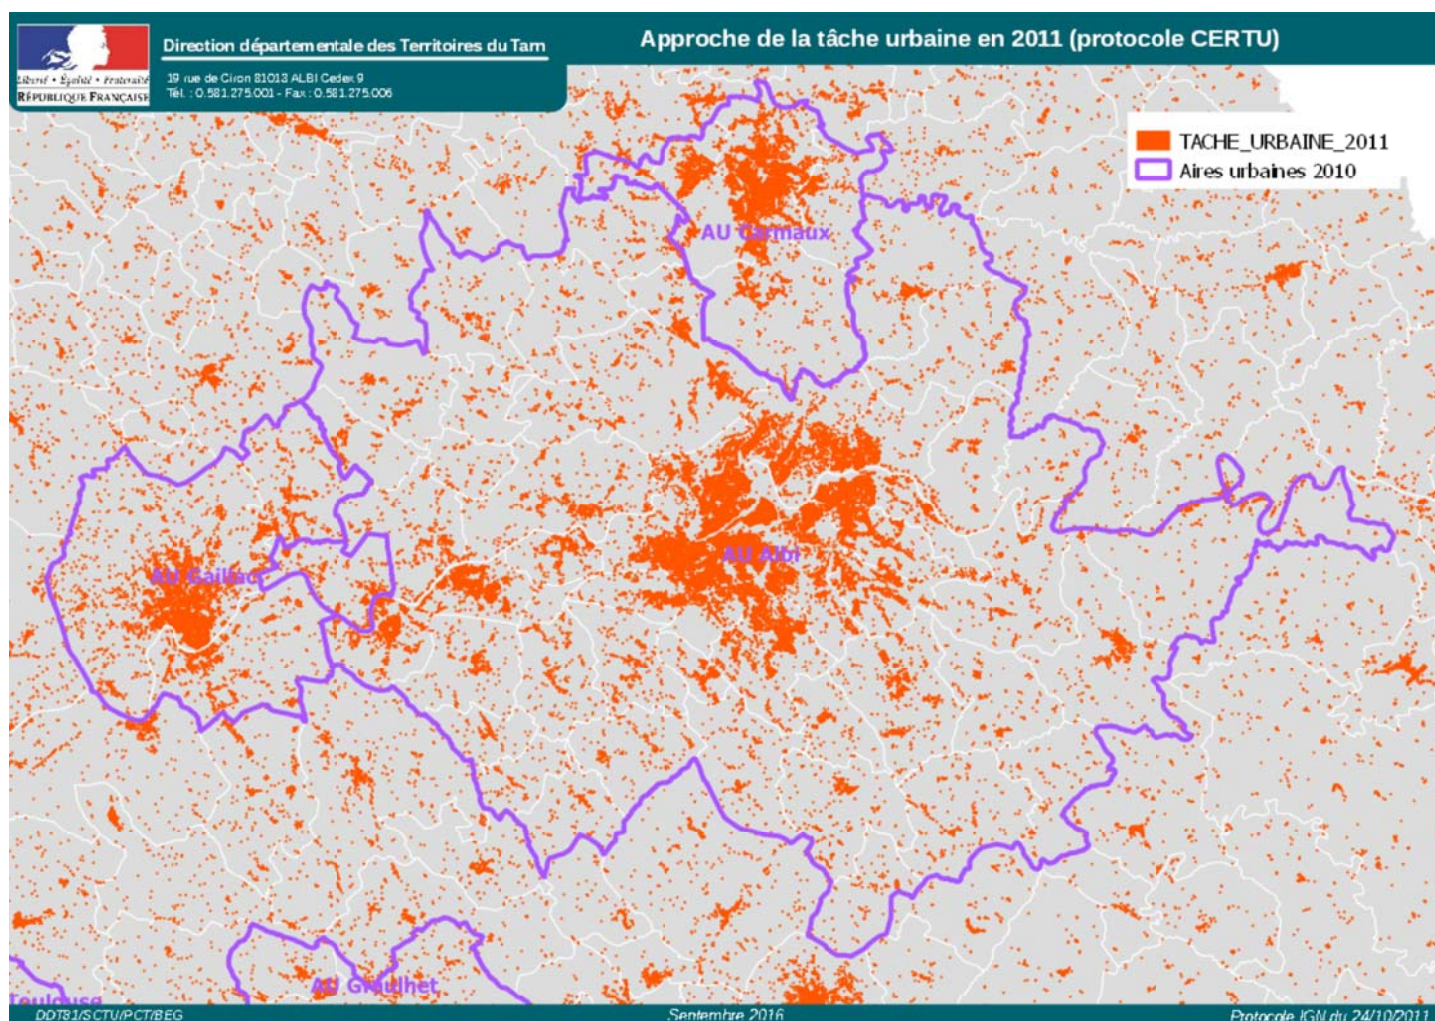 Liberté • Égalité • Fraternité
RÉPUBLIQUE FRANÇAISE
Direction départementale des Territoires du Tarn
19 rue de Ciron 81013 ALBI Cedex 9
Tél. : 0.581.275.001 - Fax : 0.581.275.006
Approche de la tâche urbaine en 2011 (protocole CERTU)
TACHE_URBAINE_2011
Aires urbaines 2010
AU Carmaux
AU Albi
AU Gaillac
AU Graulhet
Toulouse
DDT81/SCTU/PCT/BEG
Septembre 2016
Protocole IGN du 24/10/2011